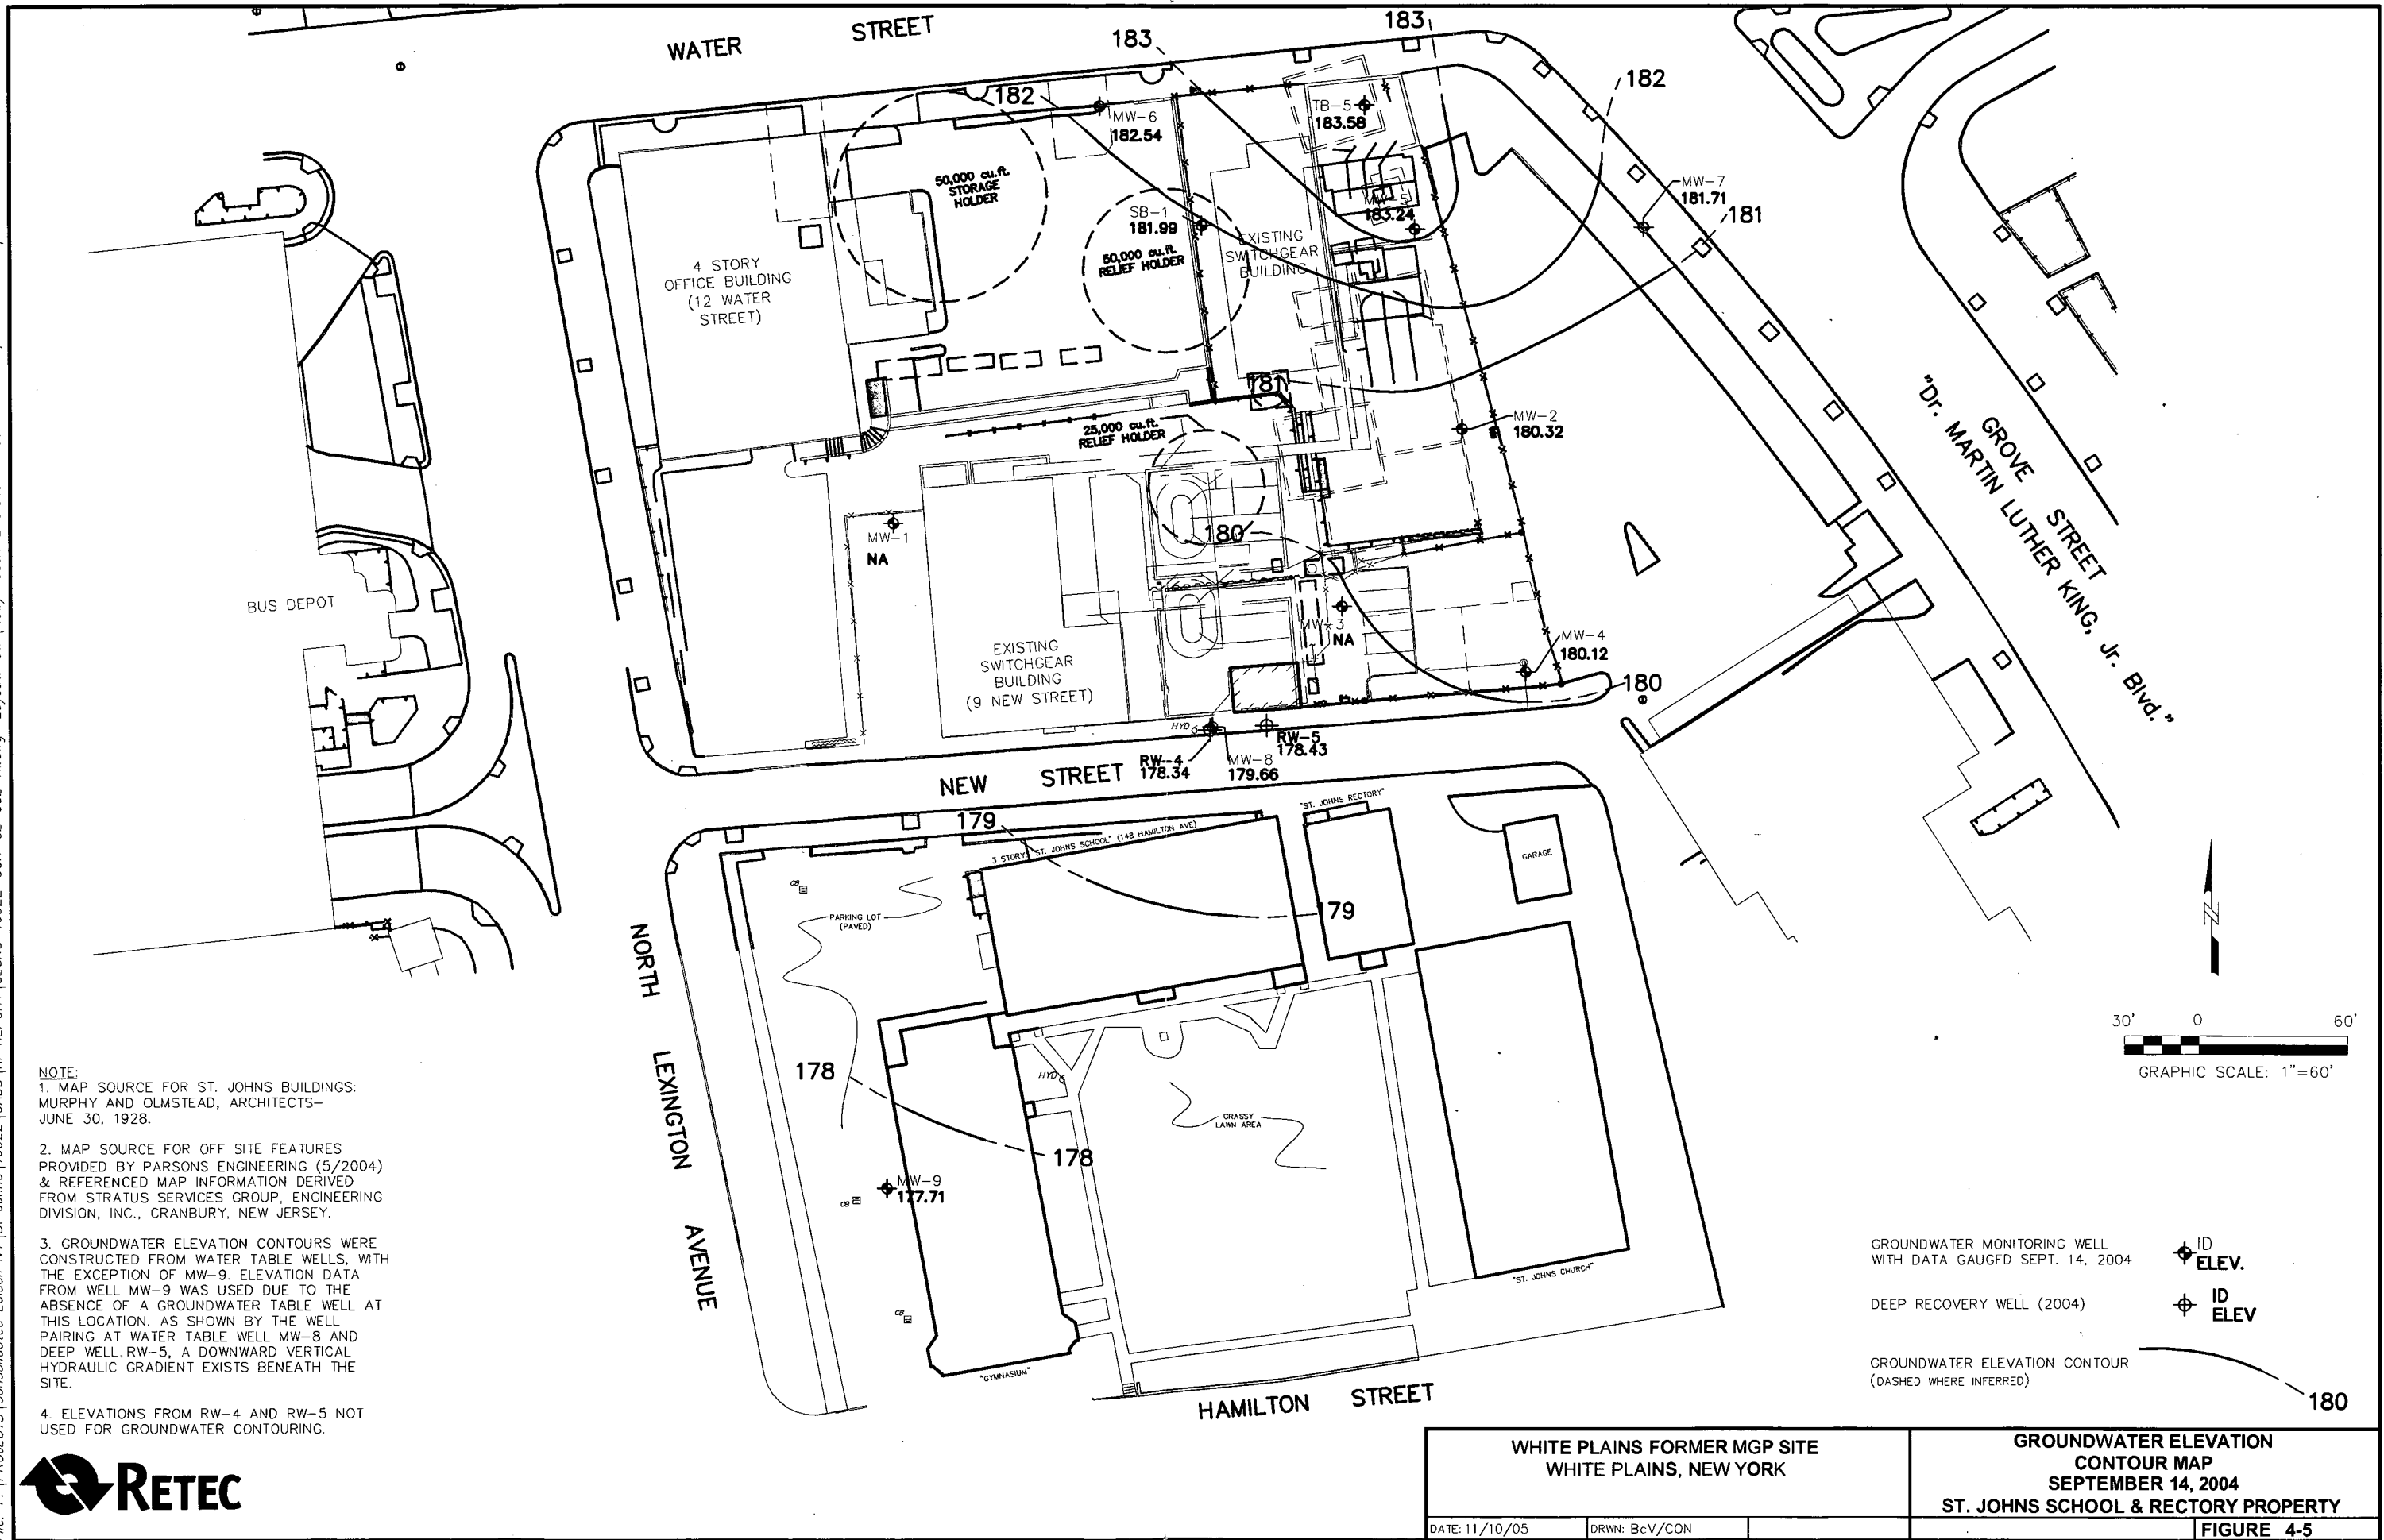 WATER STREET
183
183
182
182
MW-6
182.54
TB-5
183.58
50,000 cu.ft.
STORAGE
HOLDER
SB-1
181.99
50,000 cu.ft.
RELIEF HOLDER
EXISTING
SWITCHGEAR
BUILDING
MW-5
183.24
MW-7
181.71
181
4 STORY
OFFICE BUILDING
(12 WATER
STREET)
181
25,000 cu.ft.
RELIEF HOLDER
MW-2
180.32
GROVE STREET
"Dr. MARTIN LUTHER KING, Jr. Blvd."
MW-1
NA
180
BUS DEPOT
EXISTING
SWITCHGEAR
BUILDING
(9 NEW STREET)
MW-3
NA
MW-4
180.12
180
HYD
RW-4
178.34
MW-8
179.66
RW-5
178.43
NEW STREET
179
3 STORY "ST. JOHNS SCHOOL" (148 HAMILTON AVE)
"ST. JOHNS RECTORY"
GARAGE
CB
PARKING LOT
(PAVED)
179
NORTH LEXINGTON AVENUE
178
HYD
GRASSY
LAWN AREA
178
MW-9
177.71
CB
CB
"ST. JOHNS CHURCH"
"GYMNASIUM"
HAMILTON STREET
30' 0 60'
GRAPHIC SCALE: 1"=60'
NOTE:
1. MAP SOURCE FOR ST. JOHNS BUILDINGS:
MURPHY AND OLMSTEAD, ARCHITECTS-
JUNE 30, 1928.
2. MAP SOURCE FOR OFF SITE FEATURES
PROVIDED BY PARSONS ENGINEERING (5/2004)
& REFERENCED MAP INFORMATION DERIVED
FROM STRATUS SERVICES GROUP, ENGINEERING
DIVISION, INC., CRANBURY, NEW JERSEY.
3. GROUNDWATER ELEVATION CONTOURS WERE
CONSTRUCTED FROM WATER TABLE WELLS, WITH
THE EXCEPTION OF MW-9. ELEVATION DATA
FROM WELL MW-9 WAS USED DUE TO THE
ABSENCE OF A GROUNDWATER TABLE WELL AT
THIS LOCATION. AS SHOWN BY THE WELL
PAIRING AT WATER TABLE WELL MW-8 AND
DEEP WELL.RW-5, A DOWNWARD VERTICAL
HYDRAULIC GRADIENT EXISTS BENEATH THE
SITE.
4. ELEVATIONS FROM RW-4 AND RW-5 NOT
USED FOR GROUNDWATER CONTOURING.
GROUNDWATER MONITORING WELL
WITH DATA GAUGED SEPT. 14, 2004
ID
ELEV.
DEEP RECOVERY WELL (2004)
ID
ELEV
GROUNDWATER ELEVATION CONTOUR
(DASHED WHERE INFERRED)
180
RETEC
WHITE PLAINS FORMER MGP SITE
WHITE PLAINS, NEW YORK
GROUNDWATER ELEVATION
CONTOUR MAP
SEPTEMBER 14, 2004
ST. JOHNS SCHOOL & RECTORY PROPERTY
DATE: 11/10/05
DRWN: BcV/CON
FIGURE 4-5